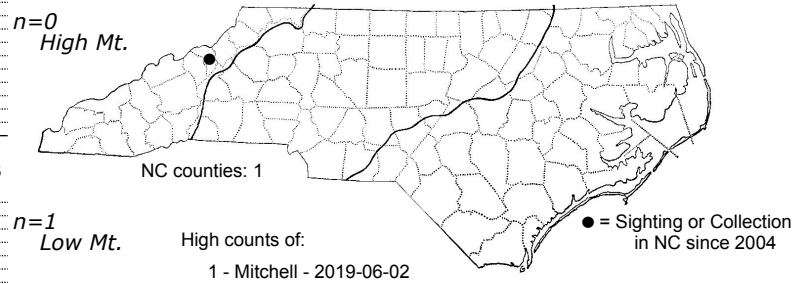 n=0
High Mt.
NC counties: 1
n=1
Low Mt.
High counts of:
1 - Mitchell - 2019-06-02
● = Sighting or Collection
in NC since 2004